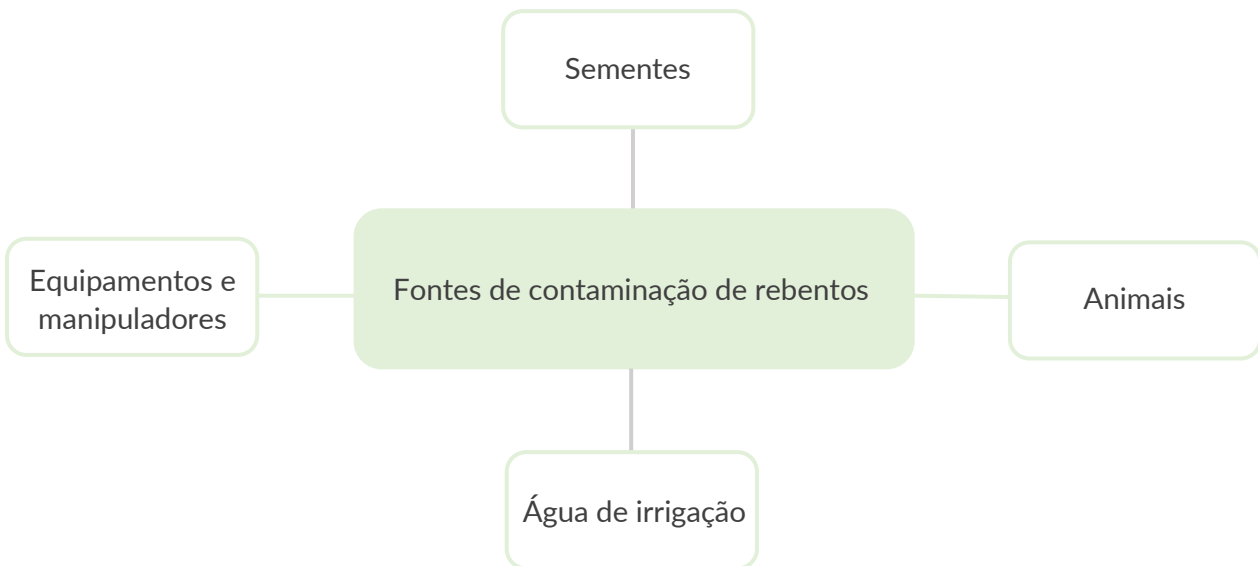 Sementes
Equipamentos e
manipuladores
Fontes de contaminação de rebentos
Animais
Água de irrigação